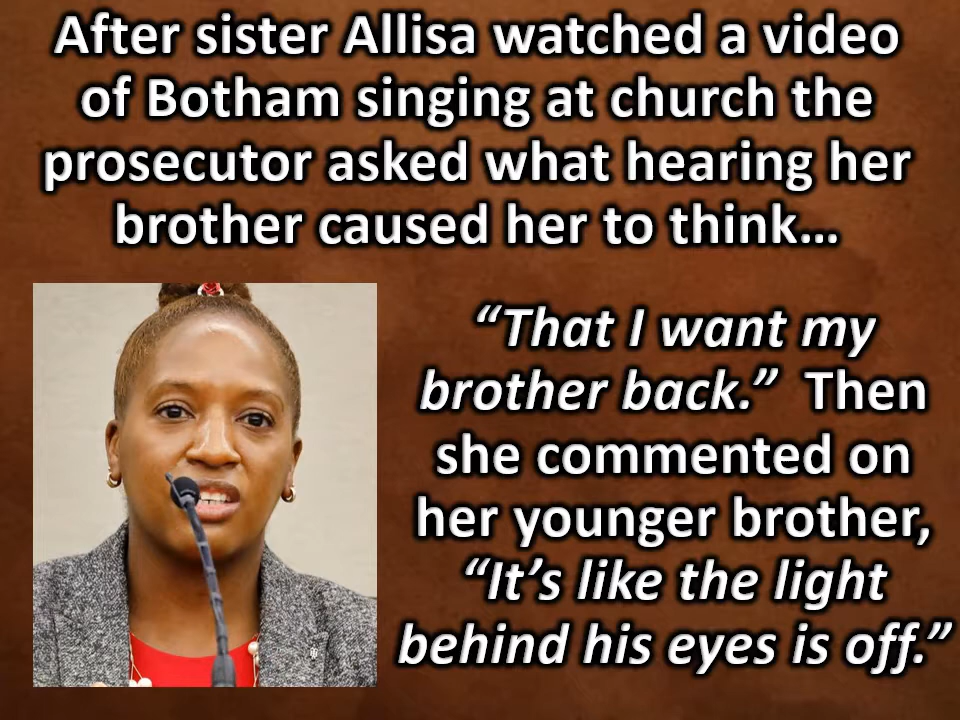 After sister Allisa watched a video
of Botham singing at church the
prosecutor asked what hearing her
brother caused her to think…
“That I want my
brother back.”  Then
she commented on
her younger brother,
“It’s like the light
behind his eyes is off.”